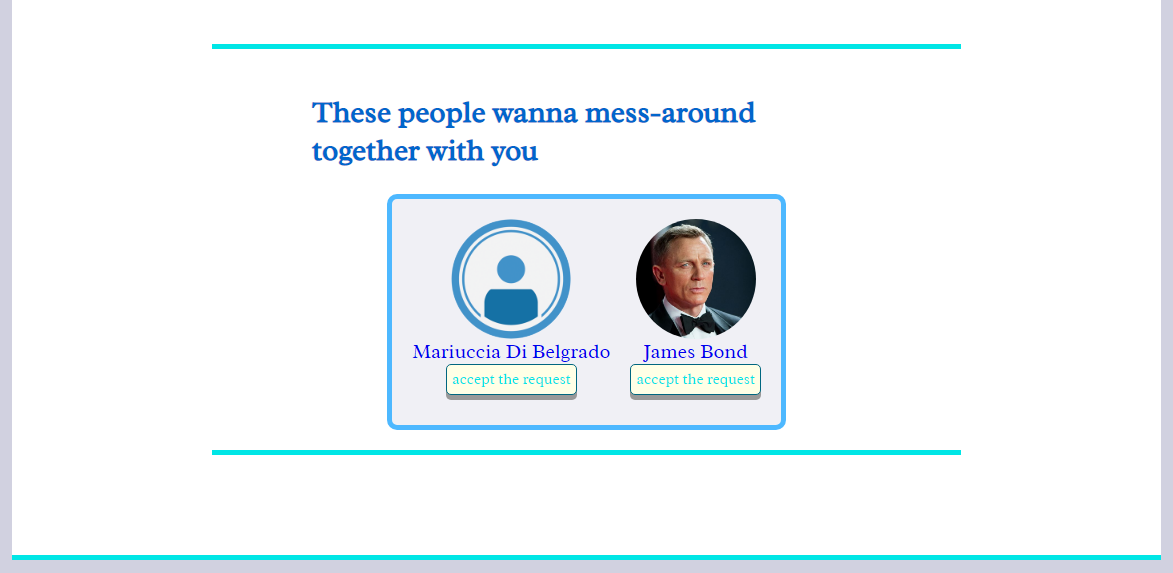 These people wanna mess-around
together with you
Mariuccia Di Belgrado
James Bond
accept the request
accept the request